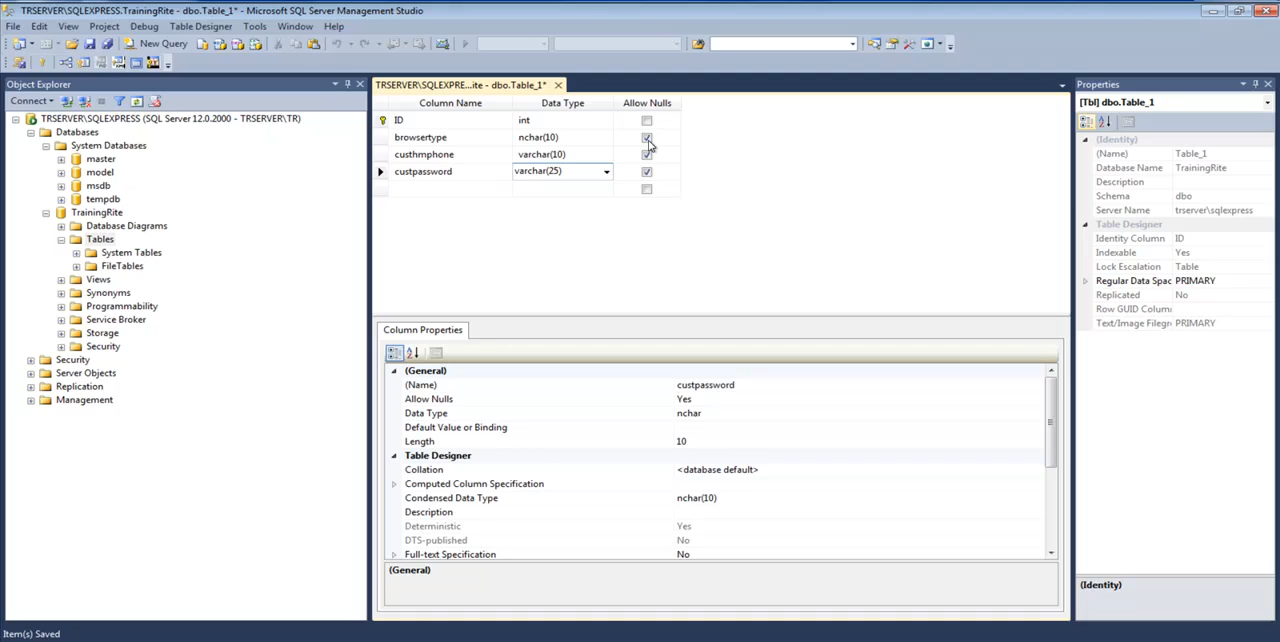 TRSERVER\SQLEXPRESS.TrainingRite - dbo.Table_1* - Microsoft SQL Server Management Studio
File Edit View Project Debug Table Designer Tools Window Help
New Query
Object Explorer
Connect
TRSERVER\SQLEXPRESS (SQL Server 12.0.2000 - TRSERVER\TR)
Databases
System Databases
master
model
msdb
tempdb
TrainingRite
Database Diagrams
Tables
System Tables
FileTables
Views
Synonyms
Programmability
Service Broker
Storage
Security
Security
Server Objects
Replication
Management
TRSERVER\SQLEXPRE...ite - dbo.Table_1*
Column Name Data Type Allow Nulls
ID int
browsertype nchar(10)
custhmphone varchar(10)
custpassword varchar(25)
Column Properties
(General)
(Name) custpassword
Allow Nulls Yes
Data Type nchar
Default Value or Binding
Length 10
Table Designer
Collation <database default>
Computed Column Specification
Condensed Data Type nchar(10)
Description
Deterministic Yes
DTS-published No
Full-text Specification No
(General)
Properties
[Tbl] dbo.Table_1
(Identity)
(Name) Table_1
Database Name TrainingRite
Description
Schema dbo
Server Name trserver\sqlexpress
Table Designer
Identity Column ID
Indexable Yes
Lock Escalation Table
Regular Data Spac PRIMARY
Replicated No
Row GUID Column
Text/Image Filegr PRIMARY
(Identity)
Item(s) Saved